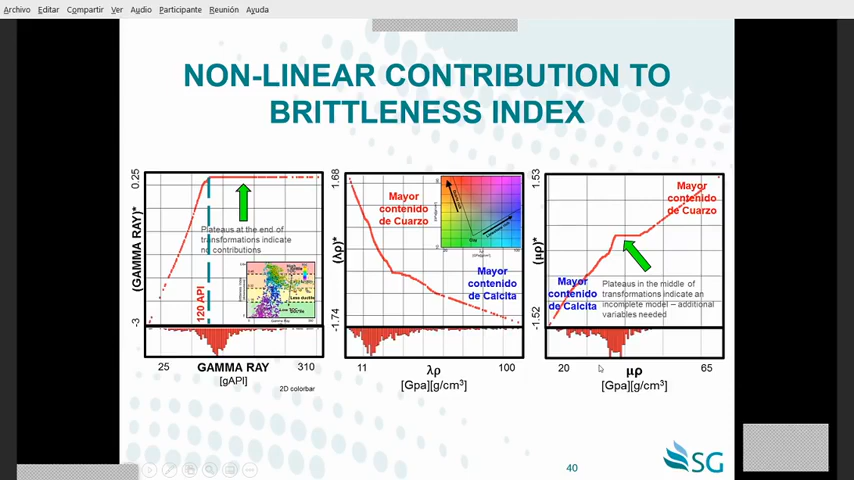 Archivo Editar Compartir Ver Audio Participante Reunión Ayuda
NON-LINEAR CONTRIBUTION TO
BRITTLENESS INDEX
0.25
(GAMMA RAY)*
-3
Plateaus at the end of
transformations indicate
no contributions
120 API
25
310
GAMMA RAY
[gAPI]
2D colorbar
1.68
(λρ)*
-1.74
Mayor
contenido
de Cuarzo
Mayor
contenido
de Calcita
11
100
λρ
[Gpa][g/cm³]
1.53
(μρ)*
-1.52
Mayor
contenido
de Cuarzo
Mayor
contenido
de Calcita
Plateaus in the middle of
transformations indicate an
incomplete model – additional
variables needed
20
65
μρ
[Gpa][g/cm³]
40
SG